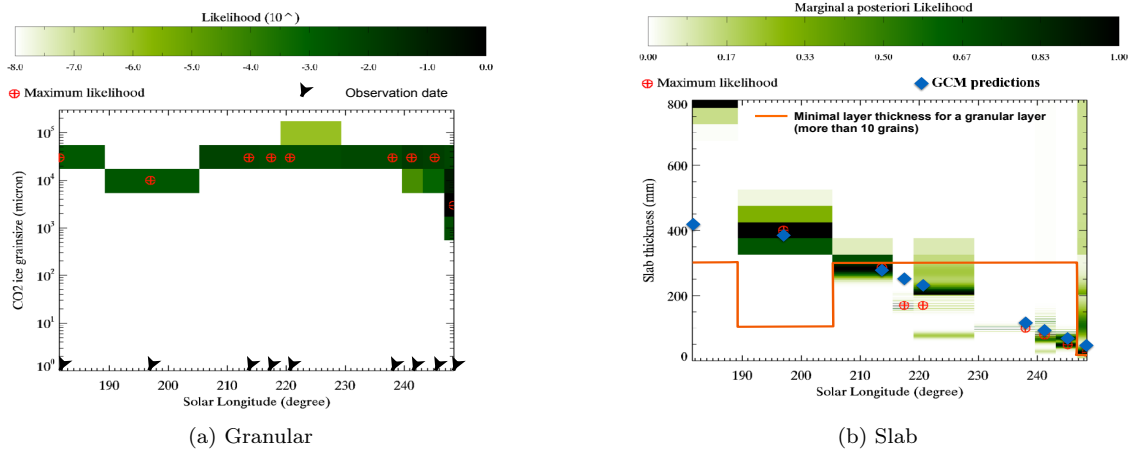 Likelihood (10^)
-8.0 -7.0 -6.0 -5.0 -4.0 -3.0 -2.0 -1.0 0.0
Maximum likelihood
Observation date
CO2 ice grainsize (micron)
10^5
10^4
10^3
10^2
10^1
10^0
190 200 210 220 230 240
Solar Longitude (degree)
(a) Granular
Marginal a posteriori Likelihood
0.00 0.17 0.33 0.50 0.67 0.83 1.00
Maximum likelihood
GCM predictions
Minimal layer thickness for a granular layer
(more than 10 grains)
Slab thickness (mm)
800
600
400
200
0
190 200 210 220 230 240
Solar Longitude (degree)
(b) Slab